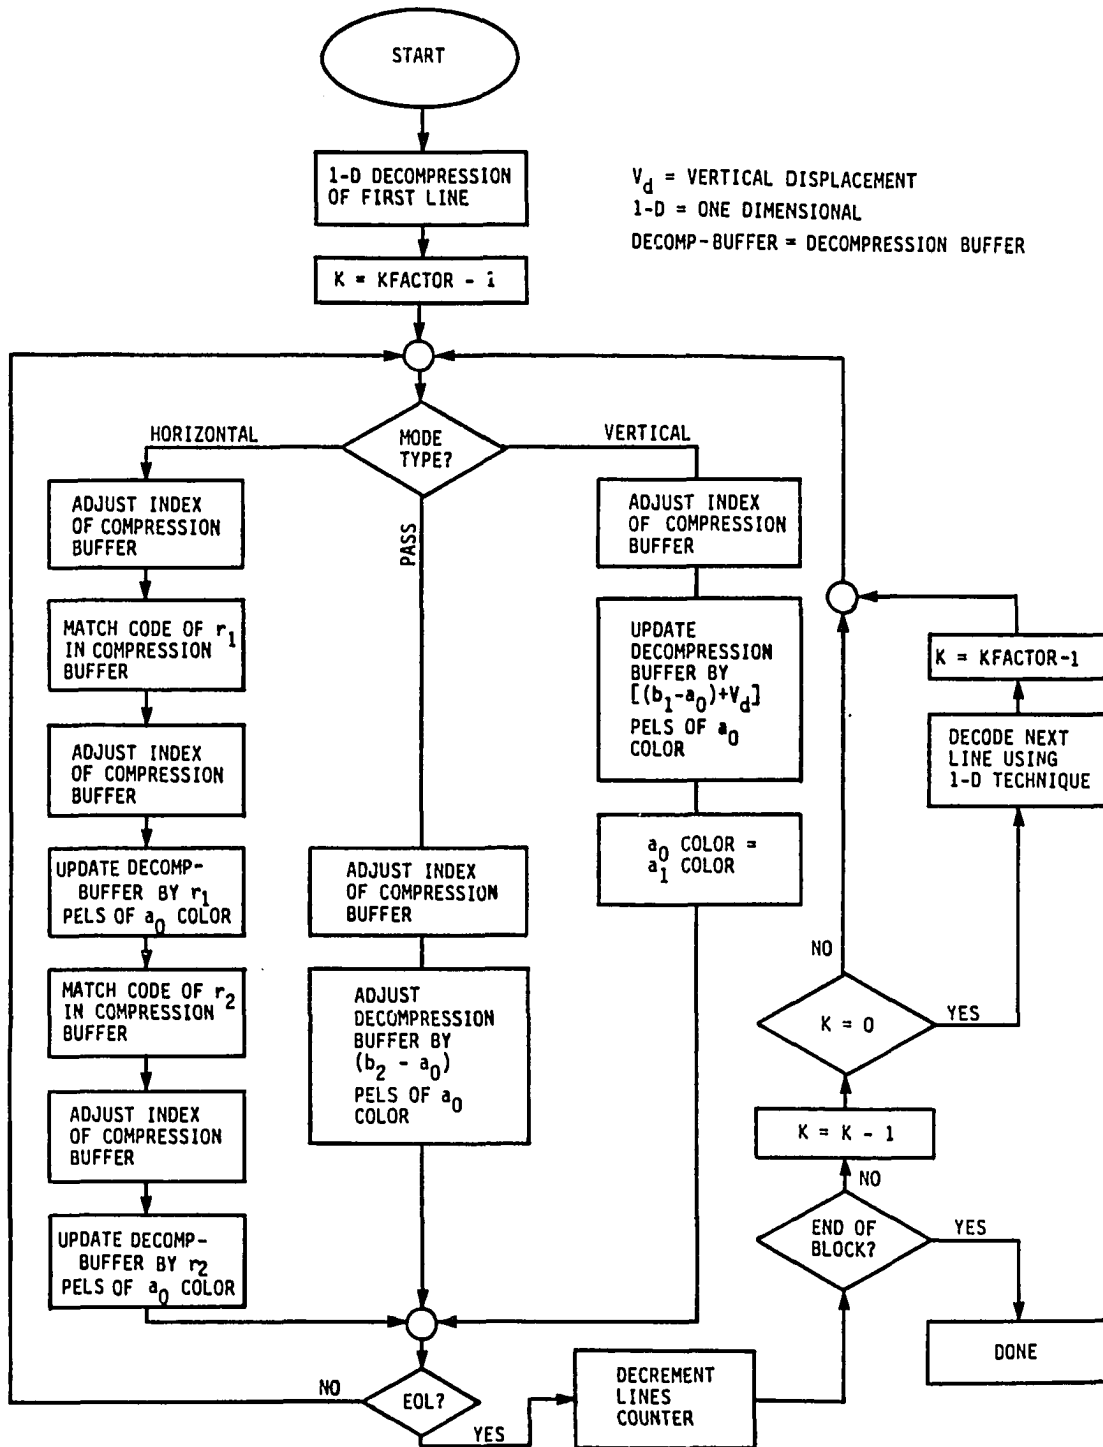 START
1-D DECOMPRESSION
OF FIRST LINE
V_d = VERTICAL DISPLACEMENT
1-D = ONE DIMENSIONAL
DECOMP-BUFFER = DECOMPRESSION BUFFER
K = KFACTOR - 1
MODE
TYPE?
HORIZONTAL
VERTICAL
PASS
ADJUST INDEX
OF COMPRESSION
BUFFER
MATCH CODE OF r₁
IN COMPRESSION
BUFFER
ADJUST INDEX
OF COMPRESSION
BUFFER
UPDATE DECOMP-
BUFFER BY r₁
PELS OF a₀ COLOR
MATCH CODE OF r₂
IN COMPRESSION
BUFFER
ADJUST INDEX
OF COMPRESSION
BUFFER
UPDATE DECOMP-
BUFFER BY r₂
PELS OF a₀ COLOR
ADJUST INDEX
OF COMPRESSION
BUFFER
ADJUST
DECOMPRESSION
BUFFER BY
(b₂ - a₀)
PELS OF a₀
COLOR
ADJUST INDEX
OF COMPRESSION
BUFFER
UPDATE
DECOMPRESSION
BUFFER BY
[(b₁-a₀)+V_d]
PELS OF a₀
COLOR
a₀ COLOR =
a₁ COLOR
EOL?
NO
YES
DECREMENT
LINES
COUNTER
END OF
BLOCK?
YES
NO
DONE
K = K - 1
K = 0
NO
YES
DECODE NEXT
LINE USING
1-D TECHNIQUE
K = KFACTOR-1